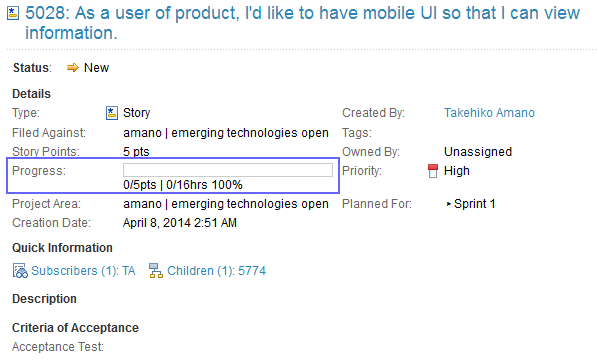 5028: As a user of product, I'd like to have mobile UI so that I can view
information.
Status: New
Details
Type: Story Created By: Takehiko Amano
Filed Against: amano | emerging technologies open Tags:
Story Points: 5 pts Owned By: Unassigned
Progress: Priority: High
0/5pts | 0/16hrs 100%
Project Area: amano | emerging technologies open Planned For: Sprint 1
Creation Date: April 8, 2014 2:51 AM
Quick Information
Subscribers (1): TA Children (1): 5774
Description
Criteria of Acceptance
Acceptance Test: